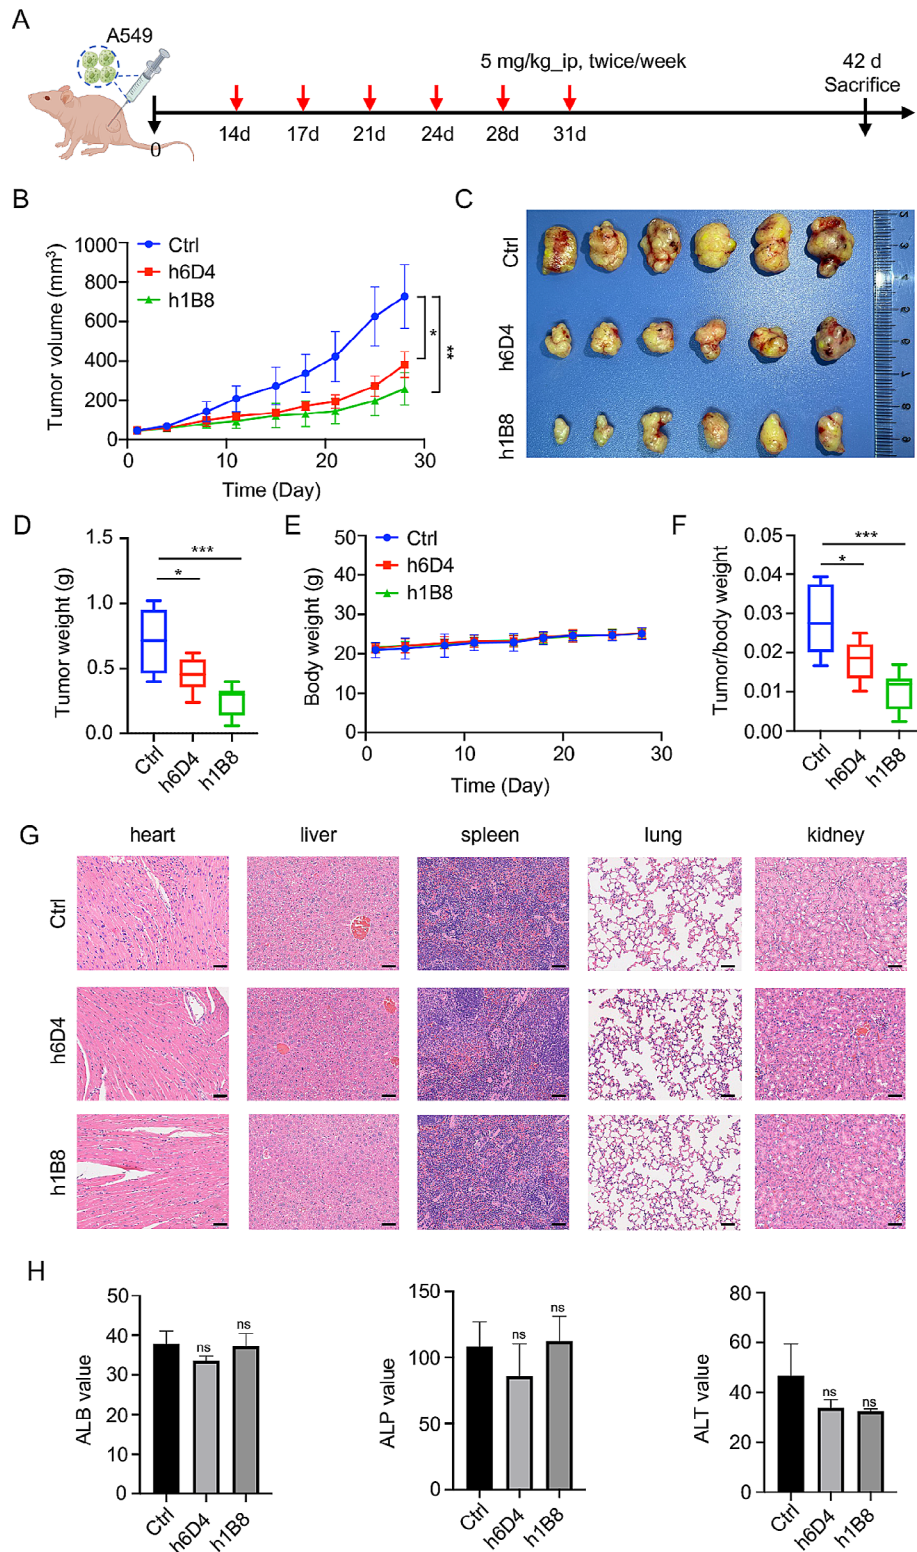 A
A549
5 mg/kg_ip, twice/week
42 d
Sacrifice
0
14d
17d
21d
24d
28d
31d
B
Tumor volume (mm³)
1000
800
600
400
200
0
Ctrl
h6D4
h1B8
*
**
0
10
20
30
Time (Day)
C
Ctrl
h6D4
h1B8
D
Tumor weight (g)
1.5
1.0
0.5
0.0
***
*
Ctrl
h6D4
h1B8
E
Body weight (g)
50
40
30
20
10
0
Ctrl
h6D4
h1B8
0
10
20
30
Time (Day)
F
Tumor/body weight
0.05
0.04
0.03
0.02
0.01
0.00
***
*
Ctrl
h6D4
h1B8
G
heart
liver
spleen
lung
kidney
Ctrl
h6D4
h1B8
H
ALB value
50
40
30
20
10
0
ns
ns
Ctrl
h6D4
h1B8
ALP value
150
100
50
0
ns
ns
Ctrl
h6D4
h1B8
ALT value
80
60
40
20
0
ns
ns
Ctrl
h6D4
h1B8